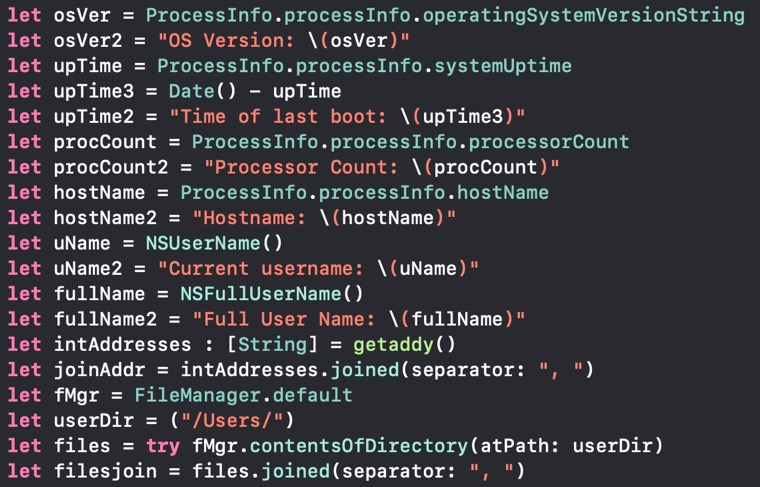 let osVer = ProcessInfo.processInfo.operatingSystemVersionString
let osVer2 = "OS Version: \(osVer)"
let upTime = ProcessInfo.processInfo.systemUptime
let upTime3 = Date() - upTime
let upTime2 = "Time of last boot: \(upTime3)"
let procCount = ProcessInfo.processInfo.processorCount
let procCount2 = "Processor Count: \(procCount)"
let hostName = ProcessInfo.processInfo.hostName
let hostName2 = "Hostname: \(hostName)"
let uName = NSUserName()
let uName2 = "Current username: \(uName)"
let fullName = NSFullUserName()
let fullName2 = "Full User Name: \(fullName)"
let intAddresses : [String] = getaddy()
let joinAddr = intAddresses.joined(separator: ", ")
let fMgr = FileManager.default
let userDir = ("/Users/")
let files = try fMgr.contentsOfDirectory(atPath: userDir)
let filesjoin = files.joined(separator: ", ")